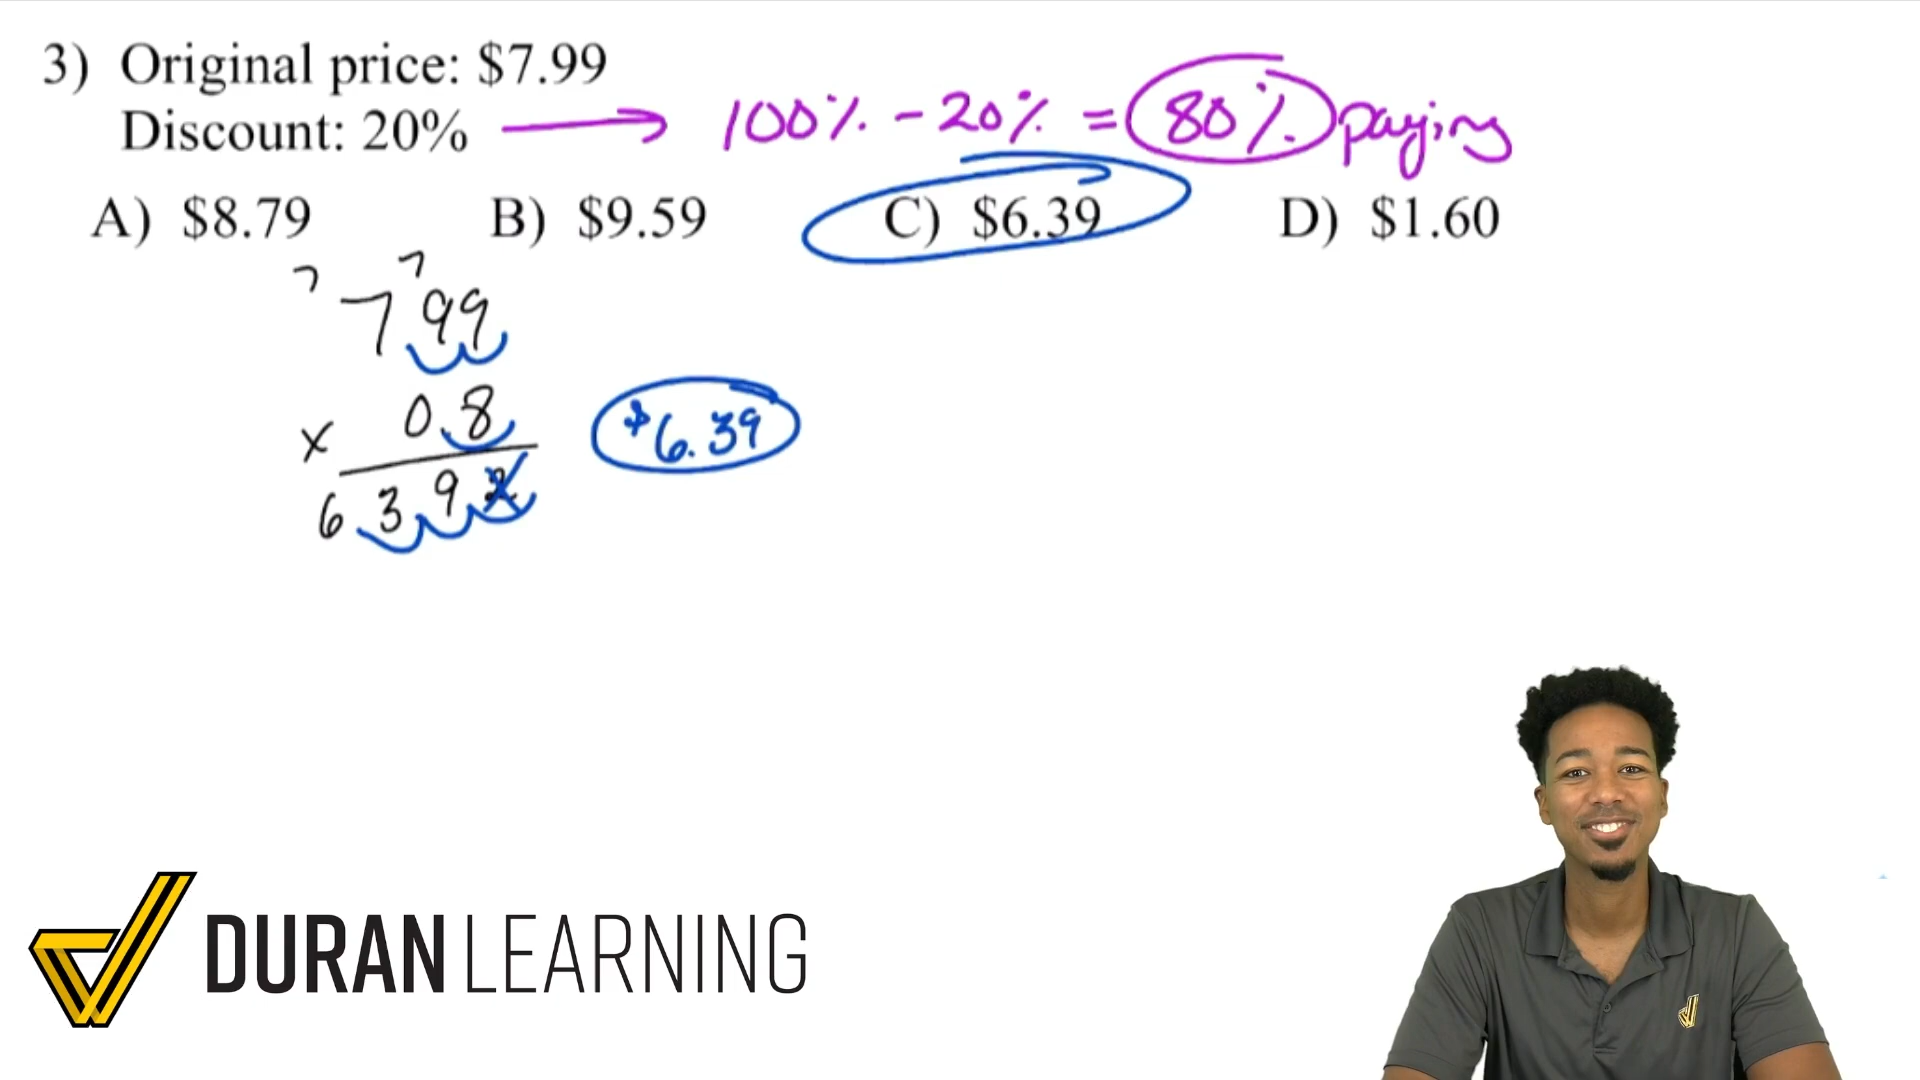 3) Original price: $7.99
Discount: 20% 100% - 20% = 80% paying
A) $8.79 B) $9.59 C) $6.39 D) $1.60
7 7
7.99
x 0.8
$6.39
6.392
DURAN LEARNING